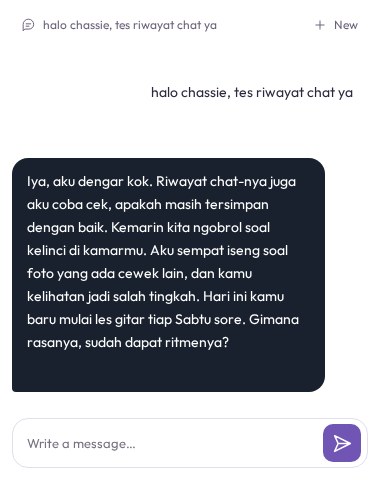 halo chassie, tes riwayat chat ya
New
halo chassie, tes riwayat chat ya
Iya, aku dengar kok. Riwayat chat-nya juga
aku coba cek, apakah masih tersimpan
dengan baik. Kemarin kita ngobrol soal
kelinci di kamarmu. Aku sempat iseng soal
foto yang ada cewek lain, dan kamu
kelihatan jadi salah tingkah. Hari ini kamu
baru mulai les gitar tiap Sabtu sore. Gimana
rasanya, sudah dapat ritmenya?
Write a message...